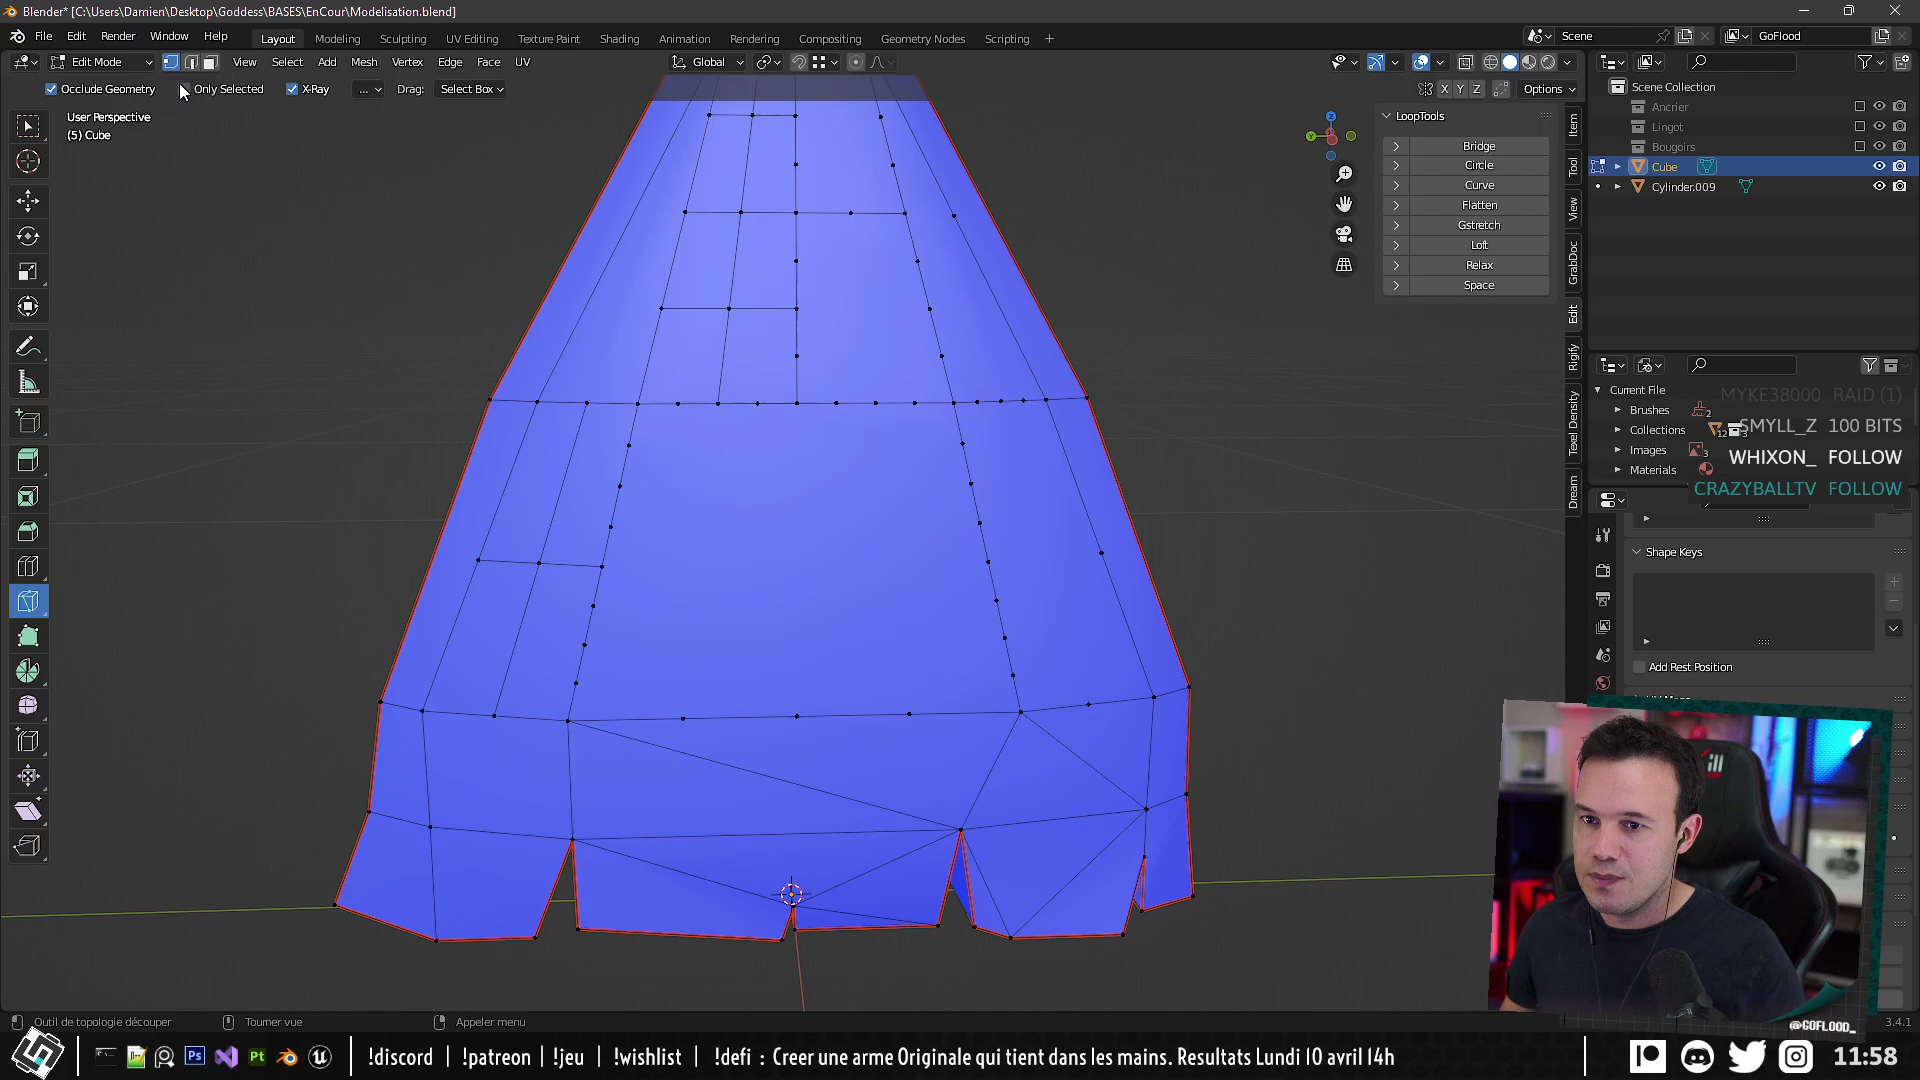 Blender* [C:\Users\Damien\Desktop\Goddess\BASES\EnCour\Modelisation.blend]
File Edit Render Window Help
Layout Modeling Sculpting UV Editing Texture Paint Shading Animation Rendering Compositing Geometry Nodes Scripting +
Scene
GoFlood
Edit Mode
View Select Add Mesh Vertex Edge Face UV
Global
Occlude Geometry
Only Selected
X-Ray
...
Drag: Select Box
X Y Z
Options
User Perspective
(5) Cube
LoopTools
Bridge
Circle
Curve
Flatten
Gstretch
Loft
Relax
Space
Item
Tool
View
GrabDoc
Edit
Rigify
Texel Density
Dream
Scene Collection
Ancrier
Lingot
Bougoirs
Cube
Cylinder.009
Current File
Brushes
2
Collections
12
3
Images
3
Materials
MYKE38000 RAID (1)
SMYLL_Z 100 BITS
WHIXON_ FOLLOW
CRAZYBALLTV FOLLOW
Shape Keys
Add Rest Position
@GOFLOOD_
Outil de topologie découper
Tourner vue
Appeler menu
3.4.1
Ps
Pt
!discord | !patreon | !jeu | !wishlist | !defi : Creer une arme Originale qui tient dans les mains. Resultats Lundi 10 avril 14h
11:58